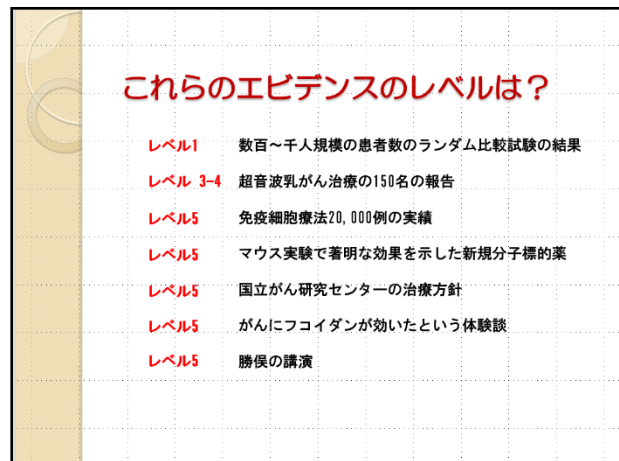 これらのエビデンスのレベルは？
レベル1 数百～千人規模の患者数のランダム比較試験の結果
レベル 3-4 超音波乳がん治療の150名の報告
レベル5 免疫細胞療法20,000例の実績
レベル5 マウス実験で著明な効果を示した新規分子標的薬
レベル5 国立がん研究センターの治療方針
レベル5 がんにフコイダンが効いたという体験談
レベル5 勝俣の講演